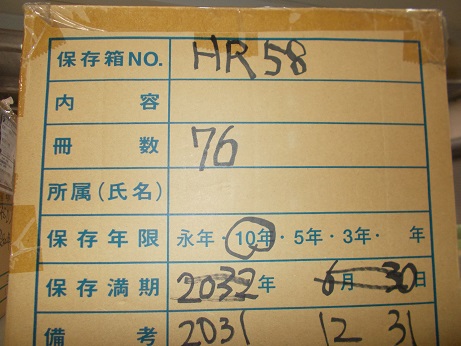 保存箱NO. HR58
内容
冊数 76
所属(氏名)
保存年限 永年・10年・5年・3年・ 年
保存満期 2032年 6月 30日
備考 2031 12 31